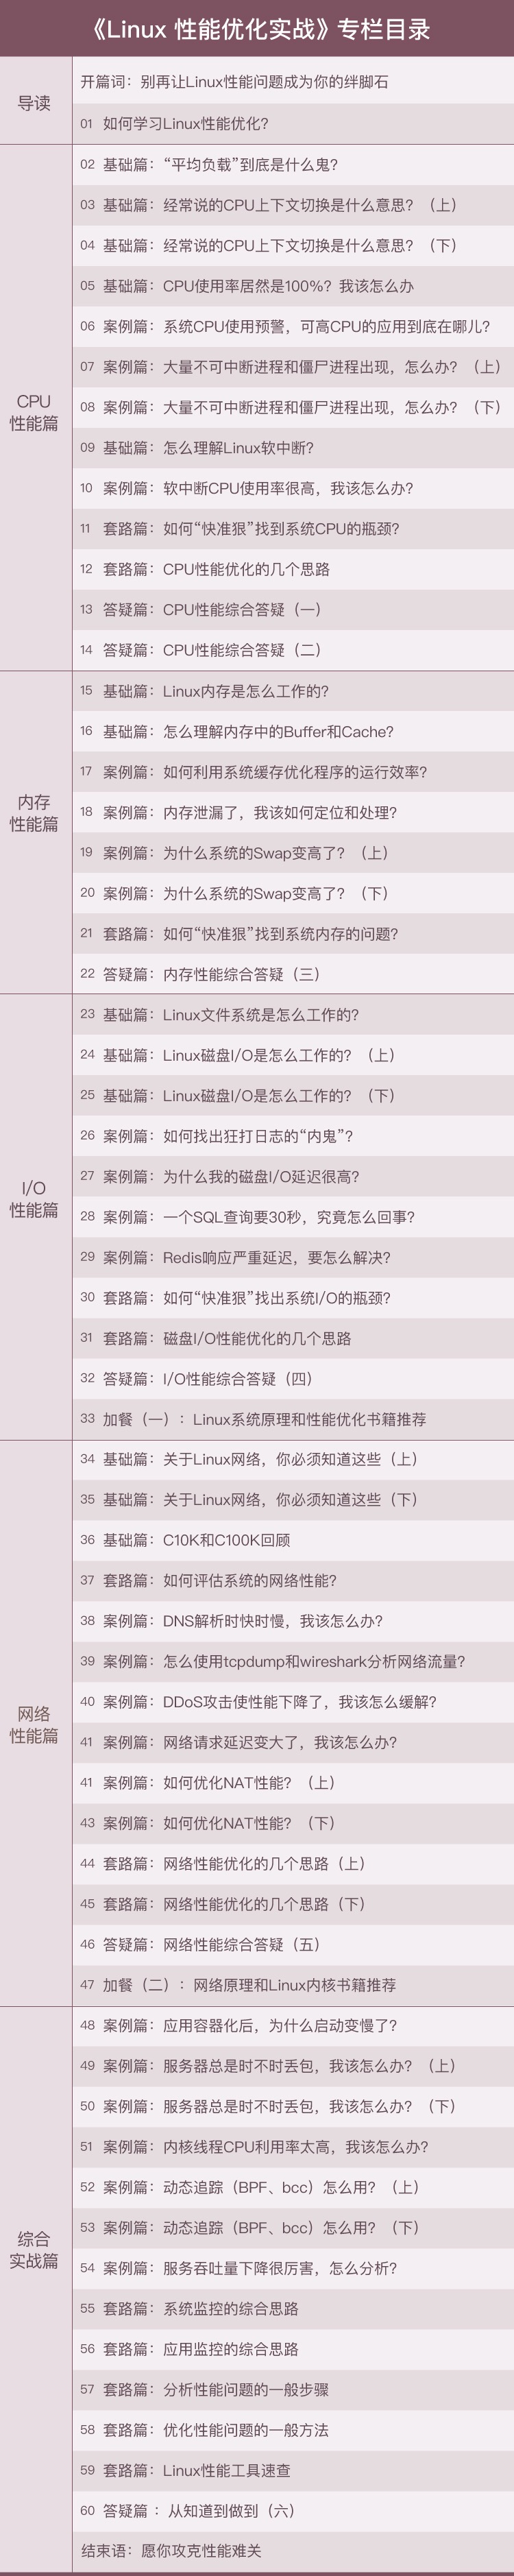 《Linux 性能优化实战》专栏目录
导读
开篇词：别再让Linux性能问题成为你的绊脚石
01 如何学习Linux性能优化？
CPU
性能篇
02 基础篇：“平均负载”到底是什么鬼？
03 基础篇：经常说的CPU上下文切换是什么意思？（上）
04 基础篇：经常说的CPU上下文切换是什么意思？（下）
05 基础篇：CPU使用率居然是100%？我该怎么办
06 案例篇：系统CPU使用预警，可高CPU的应用到底在哪儿？
07 案例篇：大量不可中断进程和僵尸进程出现，怎么办？（上）
08 案例篇：大量不可中断进程和僵尸进程出现，怎么办？（下）
09 基础篇：怎么理解Linux软中断？
10 案例篇：软中断CPU使用率很高，我该怎么办？
11 套路篇：如何“快准狠”找到系统CPU的瓶颈？
12 套路篇：CPU性能优化的几个思路
13 答疑篇：CPU性能综合答疑（一）
14 答疑篇：CPU性能综合答疑（二）
内存
性能篇
15 基础篇：Linux内存是怎么工作的？
16 基础篇：怎么理解内存中的Buffer和Cache？
17 案例篇：如何利用系统缓存优化程序的运行效率？
18 案例篇：内存泄漏了，我该如何定位和处理？
19 案例篇：为什么系统的Swap变高了？（上）
20 案例篇：为什么系统的Swap变高了？（下）
21 套路篇：如何“快准狠”找到系统内存的问题？
22 答疑篇：内存性能综合答疑（三）
I/O
性能篇
23 基础篇：Linux文件系统是怎么工作的？
24 基础篇：Linux磁盘I/O是怎么工作的？（上）
25 基础篇：Linux磁盘I/O是怎么工作的？（下）
26 案例篇：如何找出狂打日志的“内鬼”？
27 案例篇：为什么我的磁盘I/O延迟很高？
28 案例篇：一个SQL查询要30秒，究竟怎么回事？
29 案例篇：Redis响应严重延迟，要怎么解决？
30 套路篇：如何“快准狠”找出系统I/O的瓶颈？
31 套路篇：磁盘I/O性能优化的几个思路
32 答疑篇：I/O性能综合答疑（四）
33 加餐（一）：Linux系统原理和性能优化书籍推荐
网络
性能篇
34 基础篇：关于Linux网络，你必须知道这些（上）
35 基础篇：关于Linux网络，你必须知道这些（下）
36 基础篇：C10K和C100K回顾
37 套路篇：如何评估系统的网络性能？
38 案例篇：DNS解析时快时慢，我该怎么办？
39 案例篇：怎么使用tcpdump和wireshark分析网络流量？
40 案例篇：DDoS攻击使性能下降了，我该怎么缓解？
41 案例篇：网络请求延迟变大了，我该怎么办？
41 案例篇：如何优化NAT性能？（上）
43 案例篇：如何优化NAT性能？（下）
44 套路篇：网络性能优化的几个思路（上）
45 套路篇：网络性能优化的几个思路（下）
46 答疑篇：网络性能综合答疑（五）
47 加餐（二）：网络原理和Linux内核书籍推荐
综合
实战篇
48 案例篇：应用容器化后，为什么启动变慢了？
49 案例篇：服务器总是时不时丢包，我该怎么办？（上）
50 案例篇：服务器总是时不时丢包，我该怎么办？（下）
51 案例篇：内核线程CPU利用率太高，我该怎么办？
52 案例篇：动态追踪（BPF、bcc）怎么用？（上）
53 案例篇：动态追踪（BPF、bcc）怎么用？（下）
54 案例篇：服务吞吐量下降很厉害，怎么分析？
55 套路篇：系统监控的综合思路
56 套路篇：应用监控的综合思路
57 套路篇：分析性能问题的一般步骤
58 套路篇：优化性能问题的一般方法
59 套路篇：Linux性能工具速查
60 答疑篇：从知道到做到（六）
结束语：愿你攻克性能难关